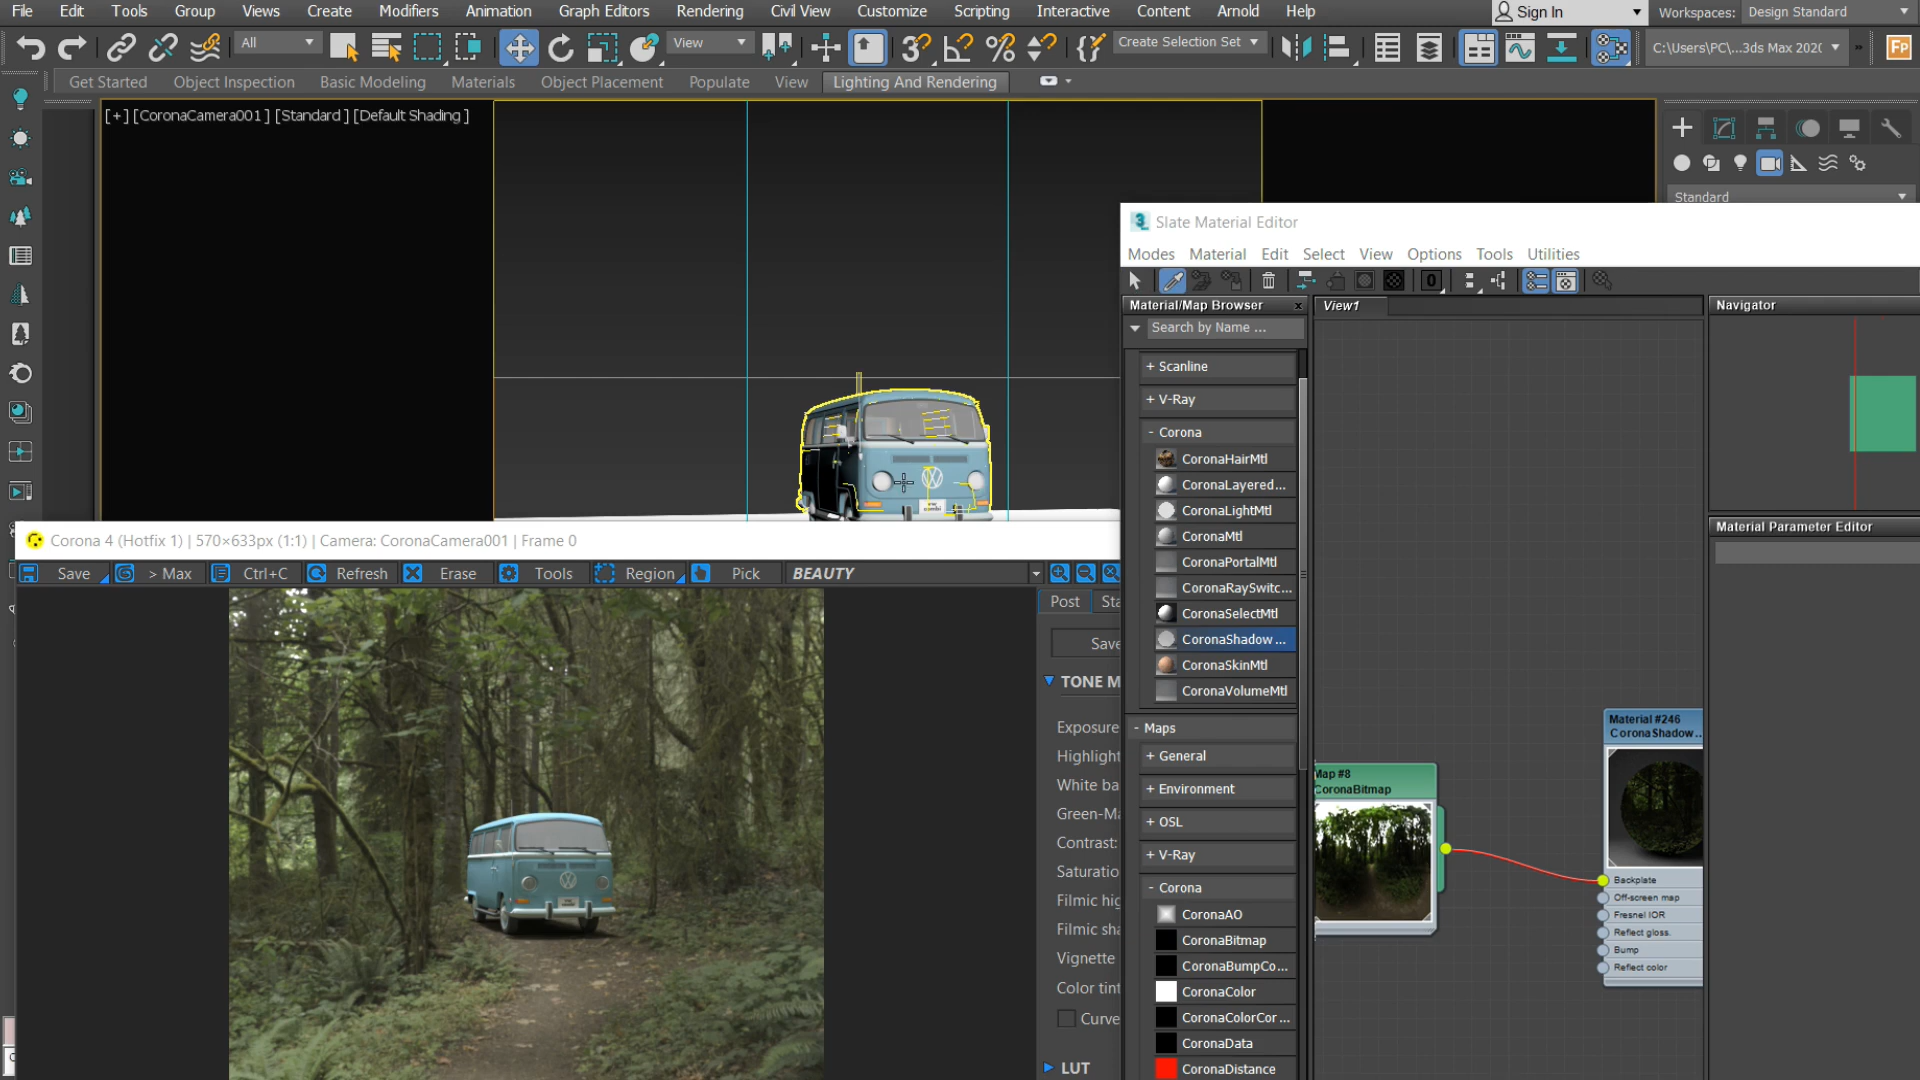 File Edit Tools Group Views Create Modifiers Animation Graph Editors Rendering Civil View Customize Scripting Interactive Content Arnold Help Sign In Workspaces: Design Standard
All View Create Selection Set C:\Users\PC\...3ds Max 202(
Get Started Object Inspection Basic Modeling Materials Object Placement Populate View Lighting And Rendering
[+] [CoronaCamera001] [Standard] [Default Shading]
Standard
Slate Material Editor
Modes Material Edit Select View Options Tools Utilities
Material/Map Browser
View1
Navigator
Search by Name ...
+ Scanline
+ V-Ray
- Corona
CoronaHairMtl
CoronaLayered...
CoronaLightMtl
CoronaMtl
CoronaPortalMtl
CoronaRaySwitc...
CoronaSelectMtl
CoronaShadow ...
CoronaSkinMtl
CoronaVolumeMtl
- Maps
+ General
+ Environment
+ OSL
+ V-Ray
- Corona
CoronaAO
CoronaBitmap
CoronaBumpCo...
CoronaColor
CoronaColorCor ...
CoronaData
CoronaDistance
Material Parameter Editor
Map #8
CoronaBitmap
Material #246
CoronaShadow...
Backplate
Off-screen map
Fresnel IOR
Reflect gloss.
Bump
Reflect color
Corona 4 (Hotfix 1) | 570×633px (1:1) | Camera: CoronaCamera001 | Frame 0
Save > Max Ctrl+C Refresh Erase Tools Region Pick BEAUTY
Post Sta
Save
TONE M
Exposure
Highlight
White ba
Green-Ma
Contrast:
Saturatio
Filmic hig
Filmic sha
Vignette
Color tint
Curve
LUT